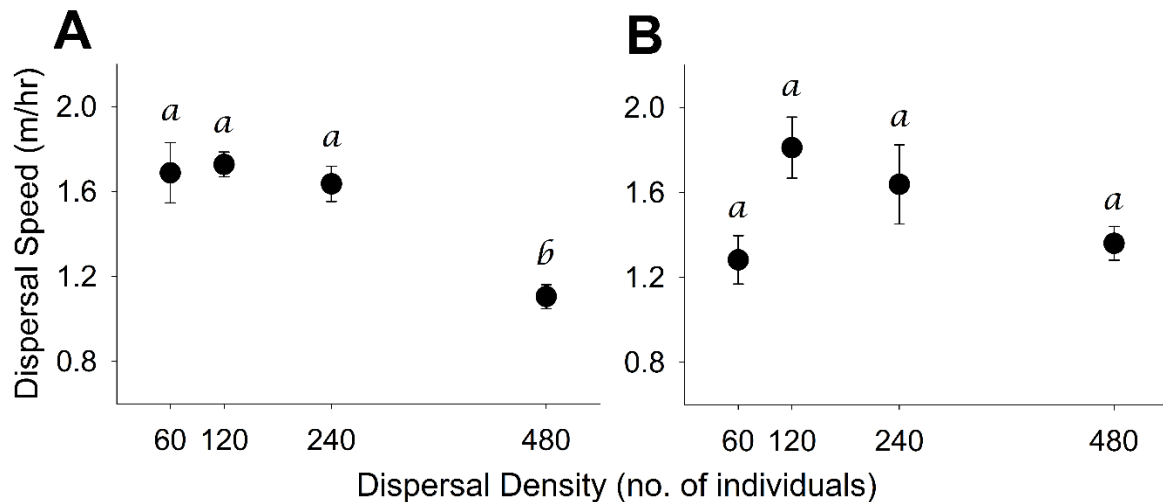 A
B
Dispersal Speed (m/hr)
2.0
1.6
1.2
0.8
a
a
a
b
60
120
240
480
2.0
1.6
1.2
0.8
a
a
a
a
60
120
240
480
Dispersal Density (no. of individuals)